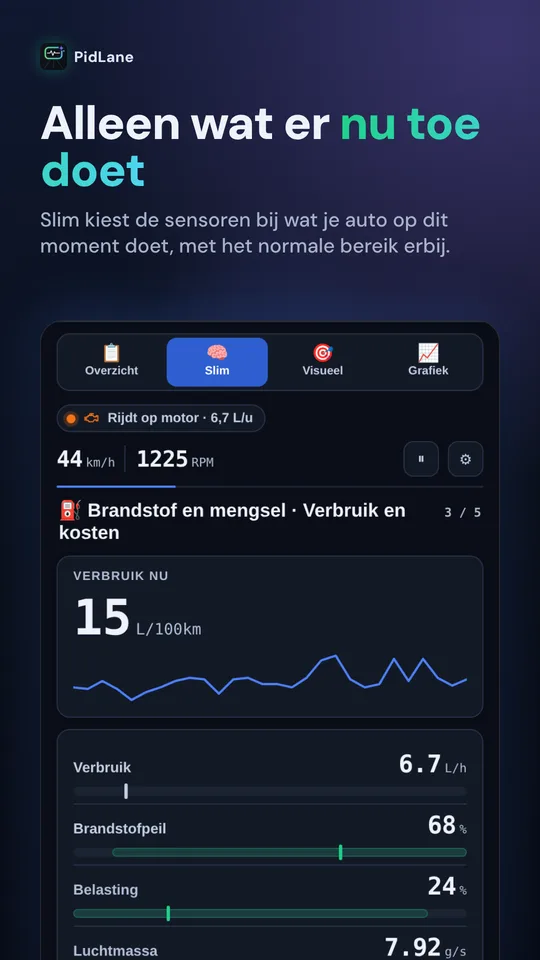 PidLane
Alleen wat er nu toe
doet
Slim kiest de sensoren bij wat je auto op dit
moment doet, met het normale bereik erbij.
Overzicht
Slim
Visueel
Grafiek
Rijdt op motor · 6,7 L/u
44 km/h 1225 RPM
Brandstof en mengsel · Verbruik en
kosten
3 / 5
VERBRUIK NU
15 L/100km
Verbruik 6.7 L/h
Brandstofpeil 68 %
Belasting 24 %
Luchtmassa 7.92 g/s